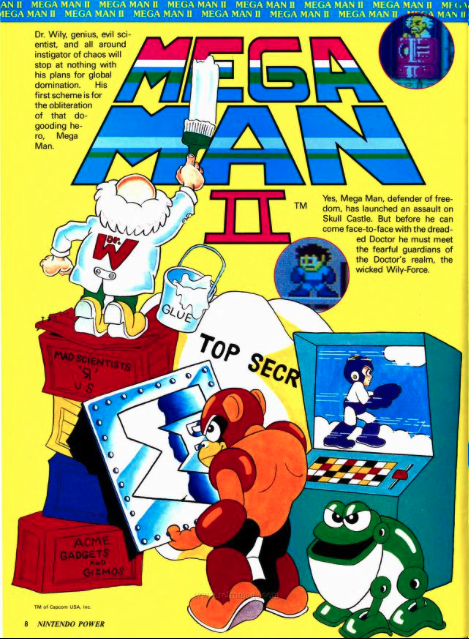 AN II MEGA MAN II MEGA MAN II MEGA MAN II MEGA MAN II MEGA MAN II MEGA MAN II
MEGA MAN II MEGA MAN II MEGA MAN II MEGA MAN II MEGA MAN II MEGA MAN II
Dr. Wily, genius, evil sci-
entist, and all around
instigator of chaos will
stop at nothing with
his plans for global
domination. His
first scheme is for
the obliteration
of that do-
gooding he-
ro, Mega
Man.
MEGA
MAN
II
TM
Yes, Mega Man, defender of free-
dom, has launched an assault on
Skull Castle. But before he can
come face-to-face with the dread-
ed Doctor he must meet
the fearful guardians of
the Doctor's realm, the
wicked Wily-Force.
DR.
W
GLUE
TOP SECR
MAD SCIENTISTS
"Я"
US
ACME
GADGETS
AND
GIZMOS
TM of Capcom USA, Inc.
8 NINTENDO POWER